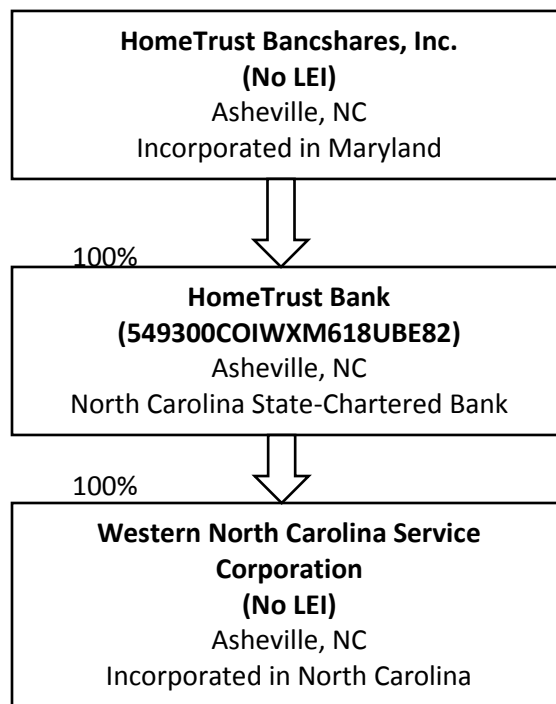 HomeTrust Bancshares, Inc.
(No LEI)
Asheville, NC
Incorporated in Maryland
100%
HomeTrust Bank
(549300COIWXM618UBE82)
Asheville, NC
North Carolina State-Chartered Bank
100%
Western North Carolina Service
Corporation
(No LEI)
Asheville, NC
Incorporated in North Carolina